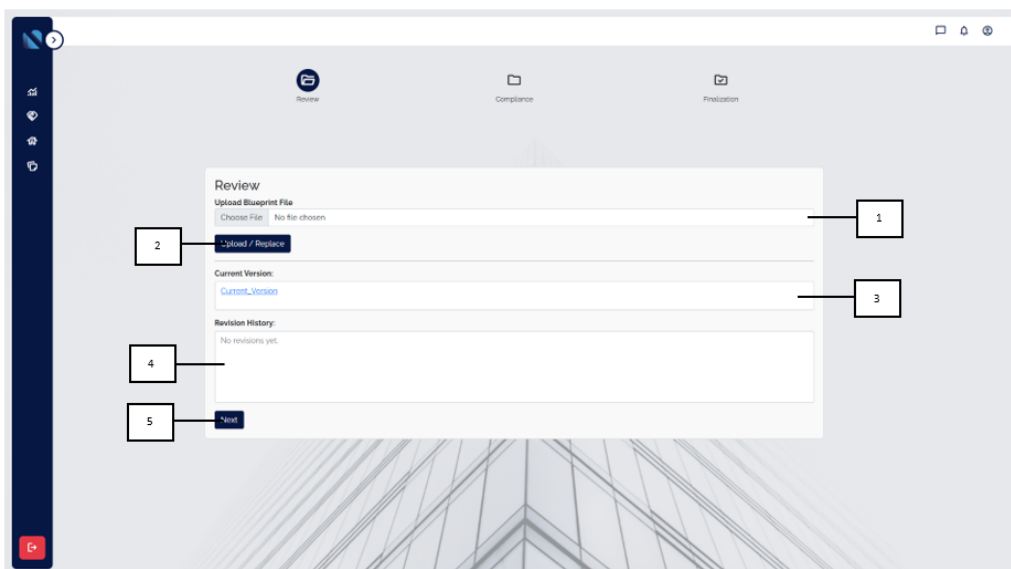 Review
Compliance
Finalization
Review
Upload Blueprint File
Choose File No file chosen
1
Upload / Replace
2
Current Version:
Current_Version
3
Revision History:
No revisions yet.
4
Next
5